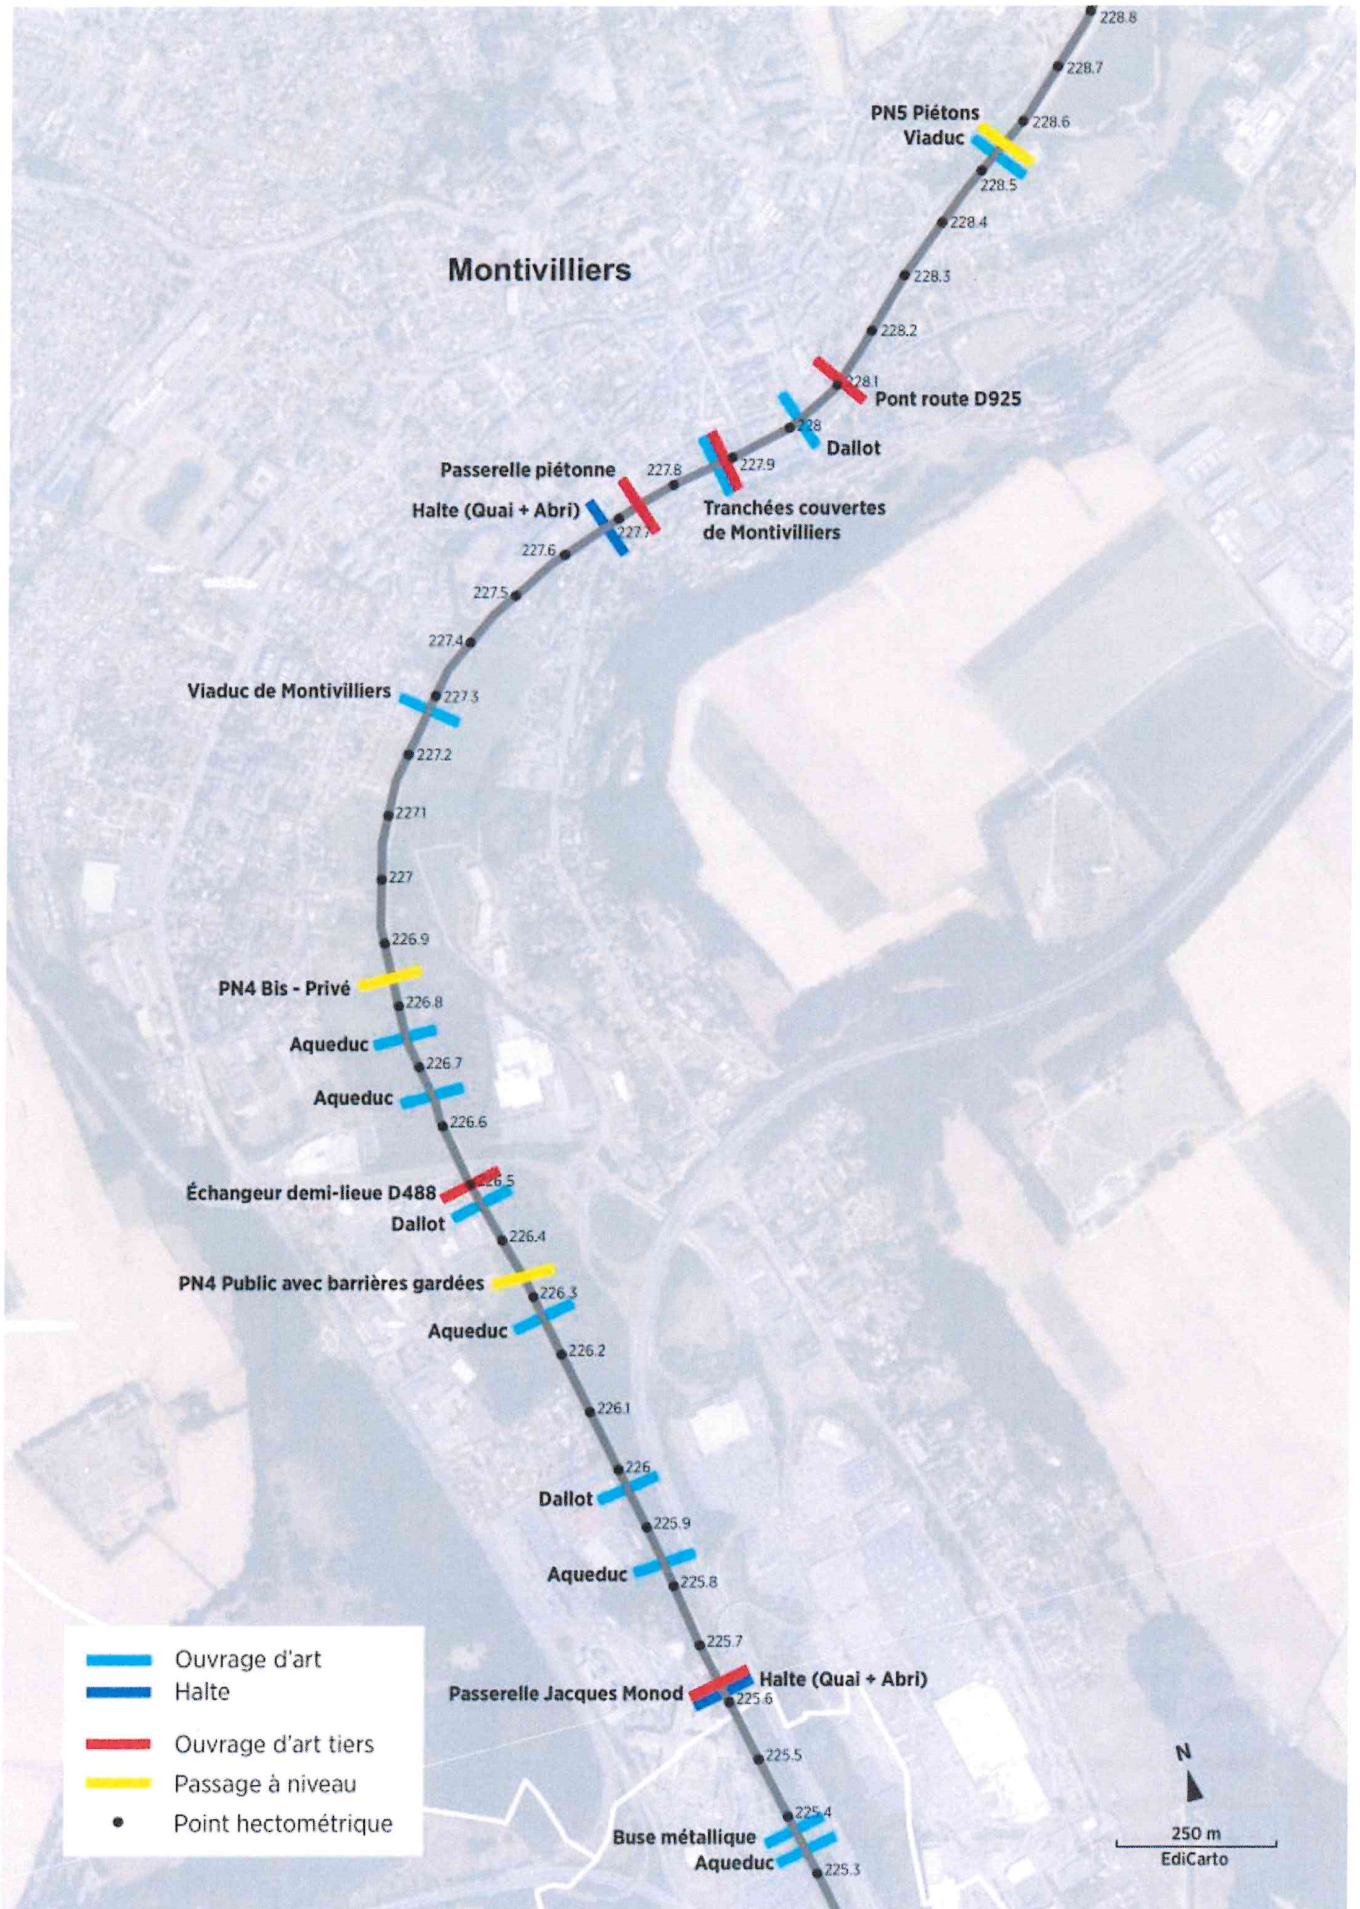 228.8
228.7
PN5 Piétons
228.6
Viaduc
228.5
228.4
Montivilliers
228.3
228.2
228.1
Pont route D925
228
Dallot
Passerelle piétonne
227.8
227.9
Halte (Quai + Abri)
Tranchées couvertes
de Montivilliers
227.7
227.6
227.5
227.4
Viaduc de Montivilliers
227.3
227.2
227.1
227
226.9
PN4 Bis - Privé
226.8
Aqueduc
226.7
Aqueduc
226.6
Échangeur demi-lieue D488
226.5
Dallot
226.4
PN4 Public avec barrières gardées
226.3
Aqueduc
226.2
226.1
226
Dallot
225.9
Aqueduc
225.8
225.7
Halte (Quai + Abri)
Passerelle Jacques Monod
225.6
225.5
225.4
Buse métallique
Aqueduc
225.3
Ouvrage d'art
Halte
Ouvrage d'art tiers
Passage à niveau
Point hectométrique
N
250 m
EdiCarto